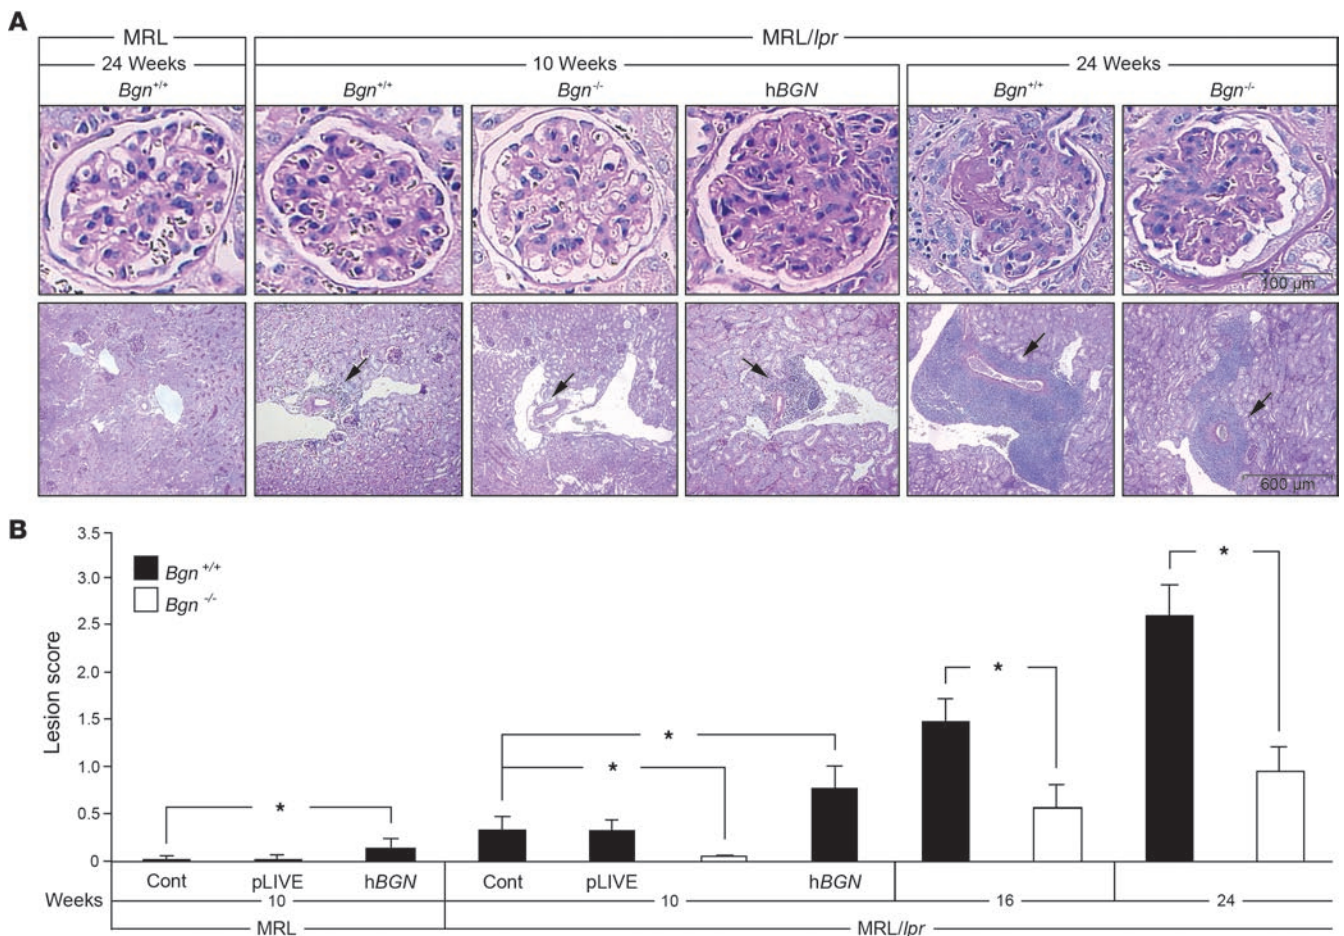 A
MRL MRL/lpr
24 Weeks 10 Weeks 24 Weeks
Bgn+/+ Bgn+/+ Bgn-/- hBGN Bgn+/+ Bgn-/-
100 µm
600 µm
B
3.5
3.0
2.5
2.0
1.5
1.0
0.5
0
Lesion score
Bgn +/+
Bgn -/-
* * * * *
Cont pLIVE hBGN Cont pLIVE hBGN
Weeks 10 10 16 24
MRL MRL/lpr